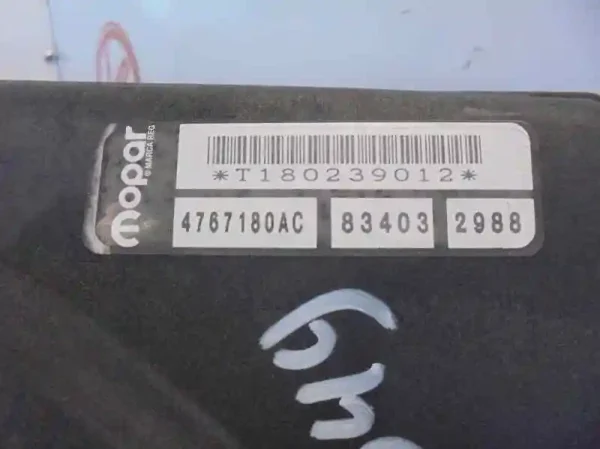 mopar
® MARCA REG
*T180239012*
4767180AC 83403 2988